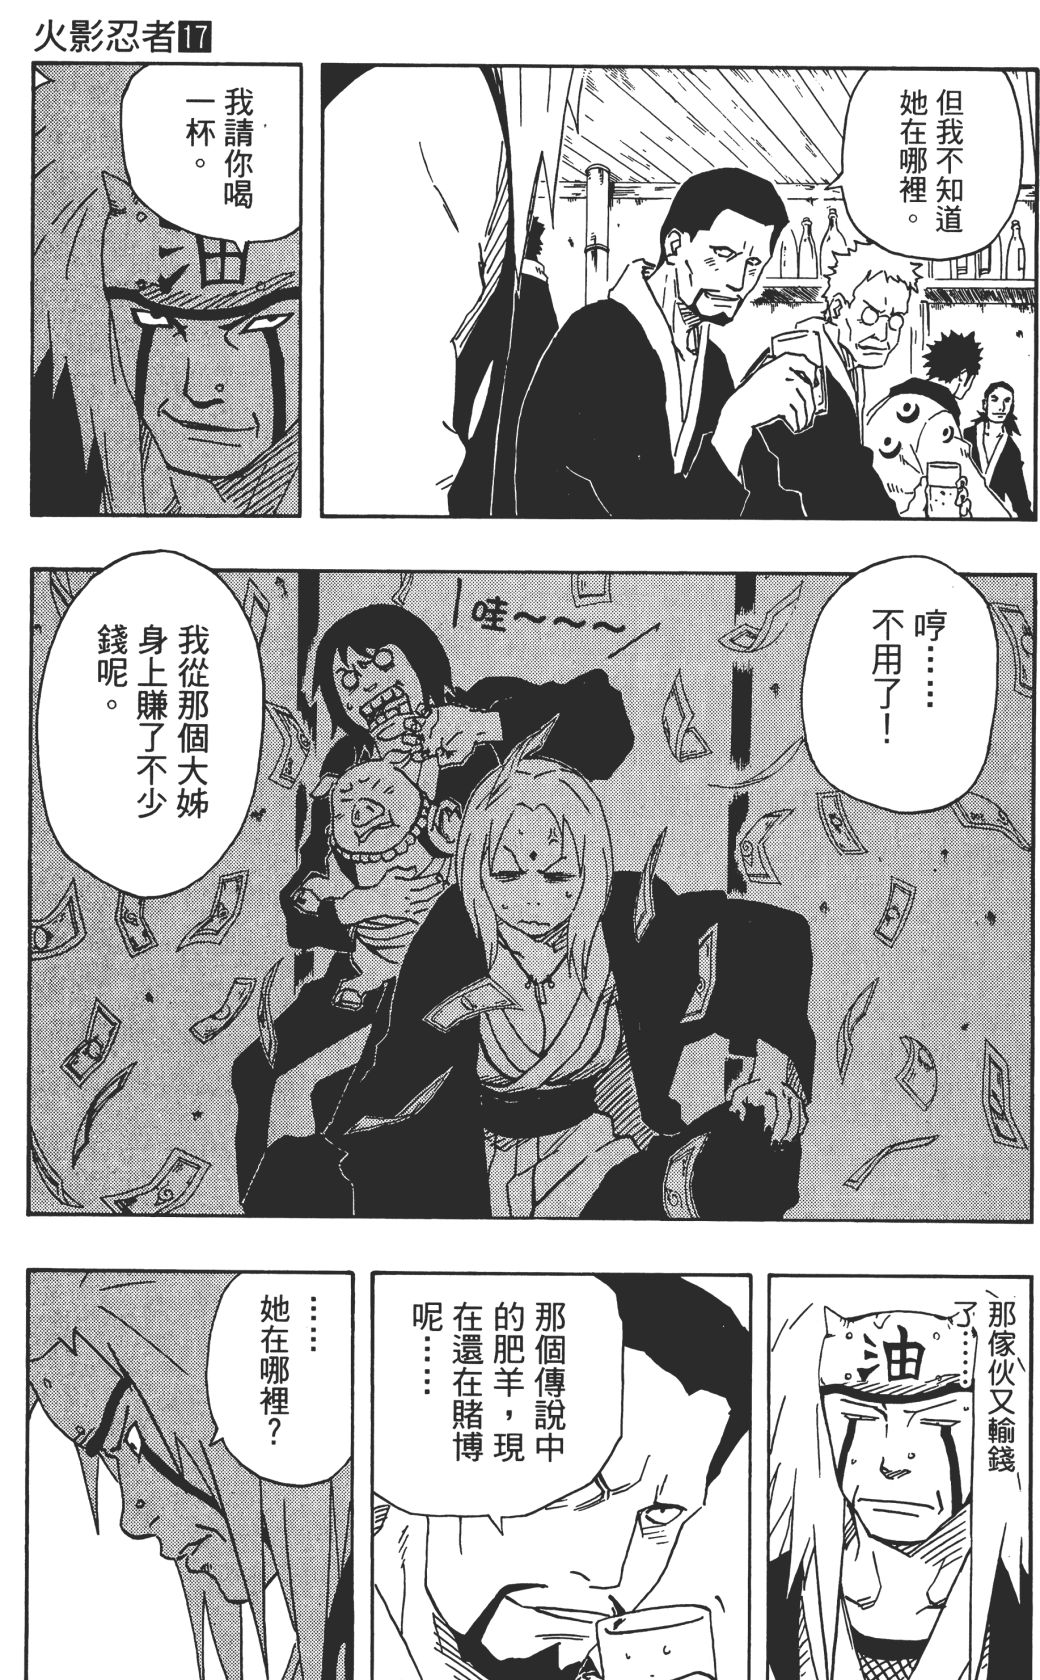 火影忍者17
但我不知道
她在哪裡。
我請你喝
一杯。
油
哼……
不用了！
哇～～～
我從那個大姊
身上賺了不少
錢呢。
那傢伙又輸錢
了……
油
那個傳說中
的肥羊，現
在還在賭博
呢……
……
她在哪裡?